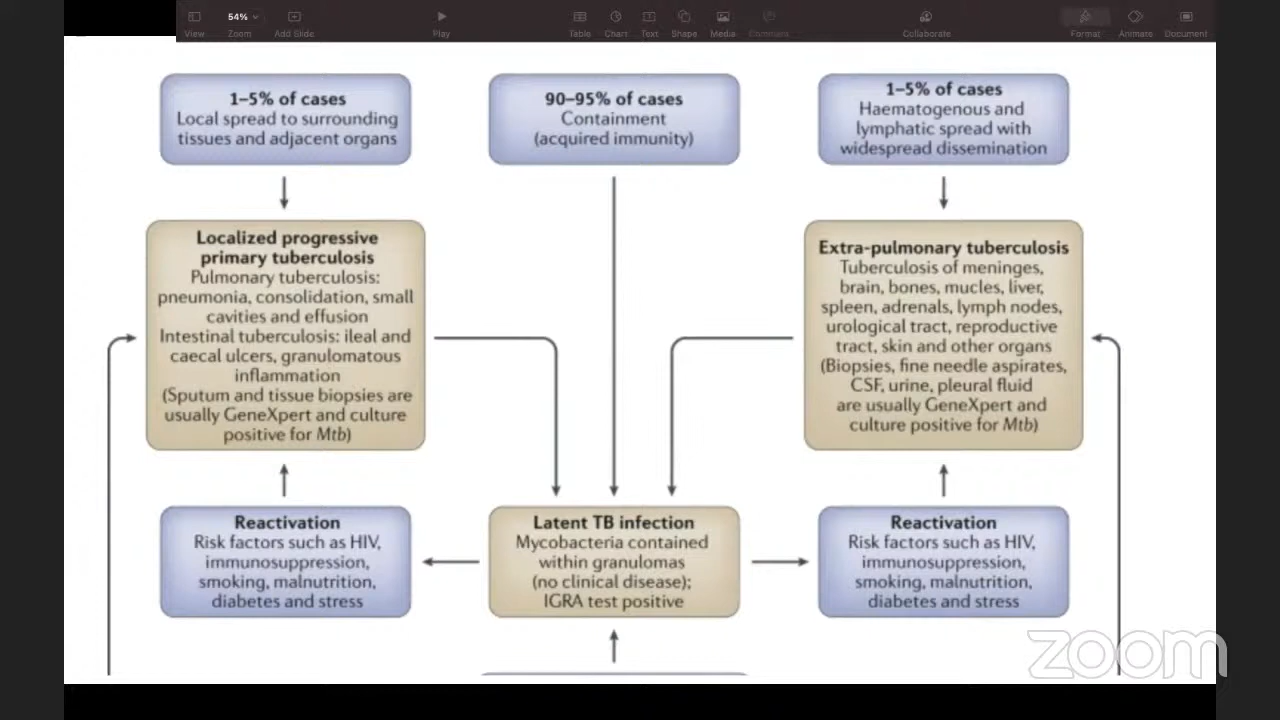 54%
View
Zoom
Add Slide
Play
Table
Chart
Text
Shape
Media
Comment
Collaborate
Format
Animate
Document
1–5% of cases
Local spread to surrounding
tissues and adjacent organs
90–95% of cases
Containment
(acquired immunity)
1–5% of cases
Haematogenous and
lymphatic spread with
widespread dissemination
Localized progressive
primary tuberculosis
Pulmonary tuberculosis:
pneumonia, consolidation, small
cavities and effusion
Intestinal tuberculosis: ileal and
caecal ulcers, granulomatous
inflammation
(Sputum and tissue biopsies are
usually GeneXpert and culture
positive for Mtb)
Extra-pulmonary tuberculosis
Tuberculosis of meninges,
brain, bones, mucles, liver,
spleen, adrenals, lymph nodes,
urological tract, reproductive
tract, skin and other organs
(Biopsies, fine needle aspirates,
CSF, urine, pleural fluid
are usually GeneXpert and
culture positive for Mtb)
Reactivation
Risk factors such as HIV,
immunosuppression,
smoking, malnutrition,
diabetes and stress
Latent TB infection
Mycobacteria contained
within granulomas
(no clinical disease);
IGRA test positive
Reactivation
Risk factors such as HIV,
immunosuppression,
smoking, malnutrition,
diabetes and stress
zoom